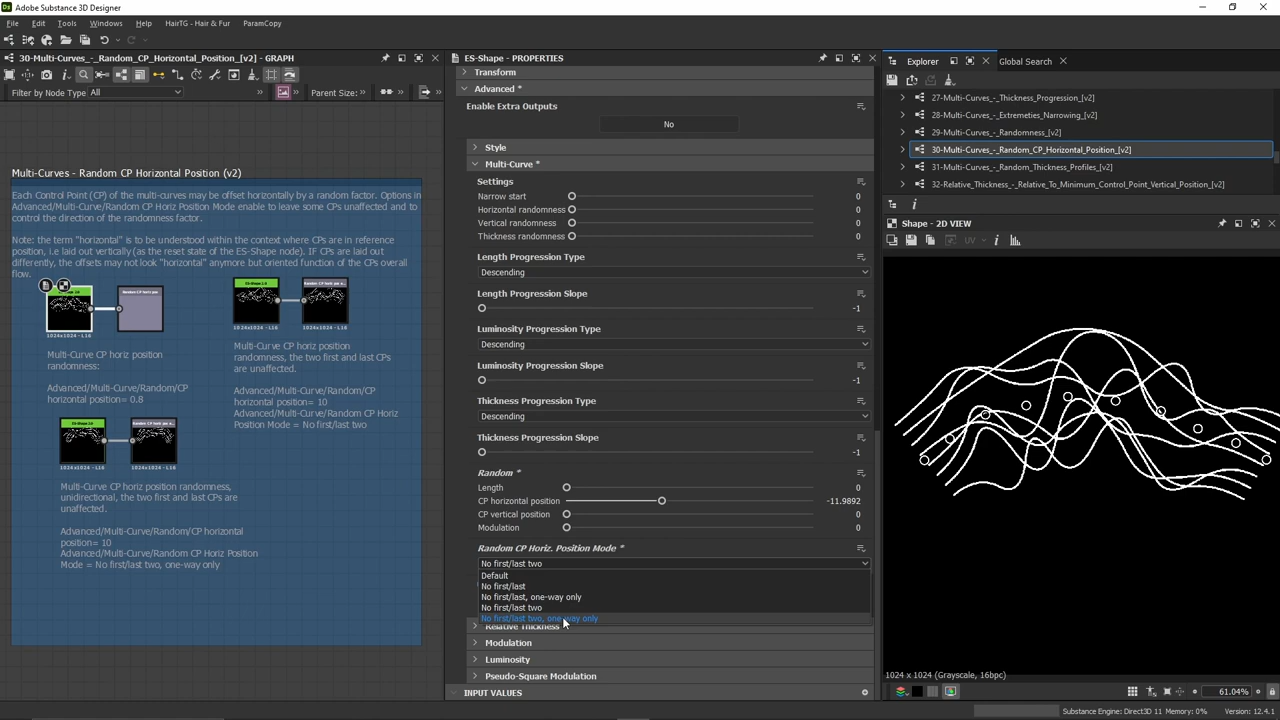 Adobe Substance 3D Designer
File Edit Tools Windows Help HairTG - Hair & Fur ParamCopy
30-Multi-Curves_-_Random_CP_Horizontal_Position_[v2] - GRAPH
Filter by Node Type All Parent Size:
Multi-Curves - Random CP Horizontal Position (v2)
Each Control Point (CP) of the multi-curves may be offset horizontally by a random factor. Options in
Advanced/Multi-Curve/Random CP Horiz Position Mode enable to leave some CPs unaffected and to
control the direction of the randomness factor.
Note: the term "horizontal" is to be understood within the context where CPs are in reference
position, i.e laid out vertically (as the reset state of the ES-Shape node). IF CPs are laid out
differently, the offsets may not look "horizontal" anymore but oriented function of the CPs overall
flow.
1024x1024 - L16
Multi-Curve CP horiz position
randomness:
Advanced/Multi-Curve/Random/CP
horizontal position= 0.8
1024x1024 - L16 1024x1024 - L16
Multi-Curve CP horiz position
randomness, the two first and last CPs
are unaffected.
Advanced/Multi-Curve/Random/CP
horizontal position= 10
Advanced/Multi-Curve/Random CP Horiz
Position Mode = No first/last two
1024x1024 - L16 1024x1024 - L16
Multi-Curve CP horiz position randomness,
unidirectional, the two first and last CPs are
unaffected.
Advanced/Multi-Curve/Random/CP horizontal
position= 10
Advanced/Multi-Curve/Random CP Horiz Position
Mode = No first/last two, one-way only
ES-Shape - PROPERTIES
Transform
Advanced *
Enable Extra Outputs
No
Style
Multi-Curve *
Settings
Narrow start 0
Horizontal randomness 0
Vertical randomness 0
Thickness randomness 0
Length Progression Type
Descending
Length Progression Slope
-1
Luminosity Progression Type
Descending
Luminosity Progression Slope
-1
Thickness Progression Type
Descending
Thickness Progression Slope
-1
Random *
Length 0
CP horizontal position -11.9892
CP vertical position 0
Modulation 0
Random CP Horiz. Position Mode *
No first/last two
Default
No first/last
No first/last, one-way only
No first/last two
No first/last two, one-way only
Relative Thickness
Modulation
Luminosity
Pseudo-Square Modulation
INPUT VALUES
Explorer Global Search
27-Multi-Curves_-_Thickness_Progression_[v2]
28-Multi-Curves_-_Extremeties_Narrowing_[v2]
29-Multi-Curves_-_Randomness_[v2]
30-Multi-Curves_-_Random_CP_Horizontal_Position_[v2]
31-Multi-Curves_-_Random_Thickness_Profiles_[v2]
32-Relative_Thickness_-_Relative_To_Minimum_Control_Point_Vertical_Position_[v2]
Shape - 2D VIEW
UV
1024 x 1024 (Grayscale, 16bpc)
61.04%
Substance Engine: Direct3D 11 Memory: 0% Version: 12.4.1